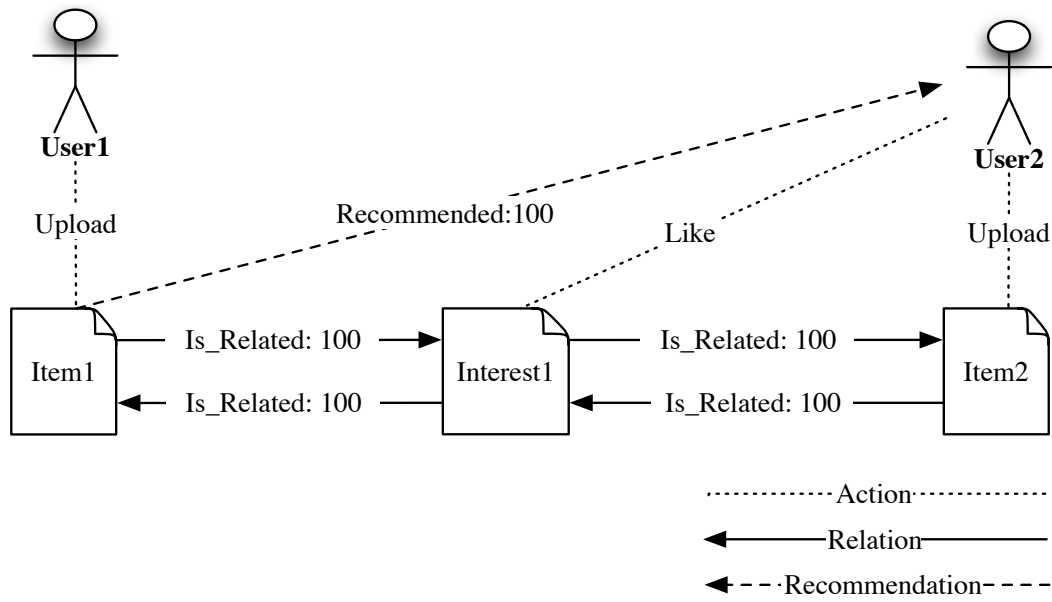 User1
User2
Upload
Recommended:100
Like
Upload
Item1
Is_Related: 100
Interest1
Is_Related: 100
Item2
Is_Related: 100
Is_Related: 100
Action
Relation
Recommendation